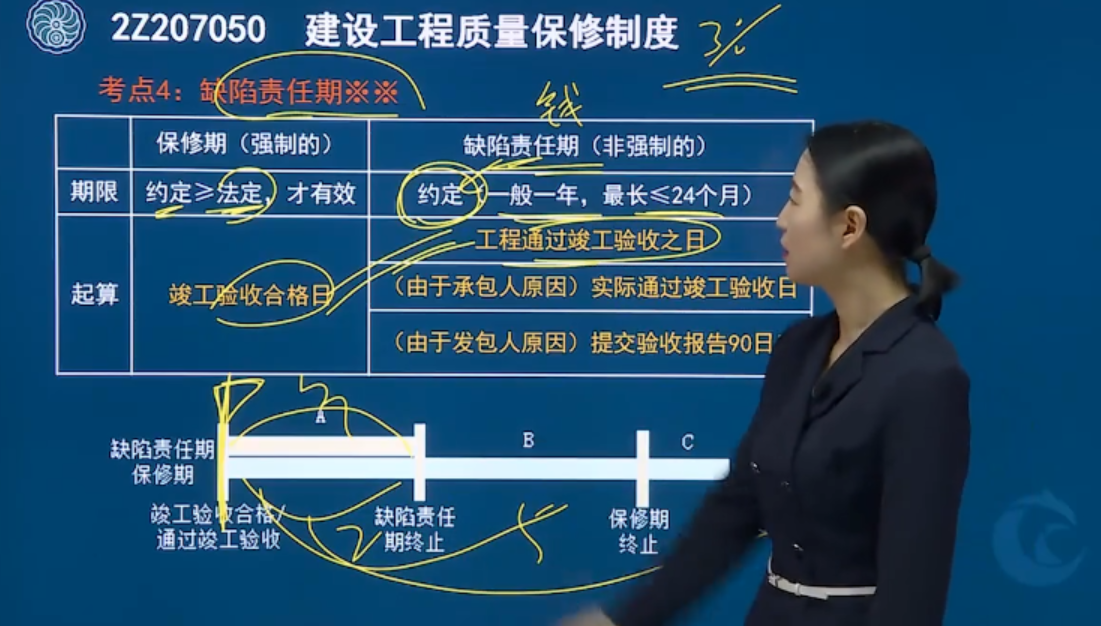 2Z207050 建设工程质量保修制度
3%
考点4：缺陷责任期※※
钱
保修期（强制的） 缺陷责任期（非强制的）
期限 约定≥法定，才有效 约定（一般一年，最长≤24个月）
工程通过竣工验收之日
起算 竣工验收合格日 （由于承包人原因）实际通过竣工验收日
（由于发包人原因）提交验收报告90日
A
B C
缺陷责任期
保修期
竣工验收合格/ 缺陷责任 保修期
通过竣工验收 期终止 终止